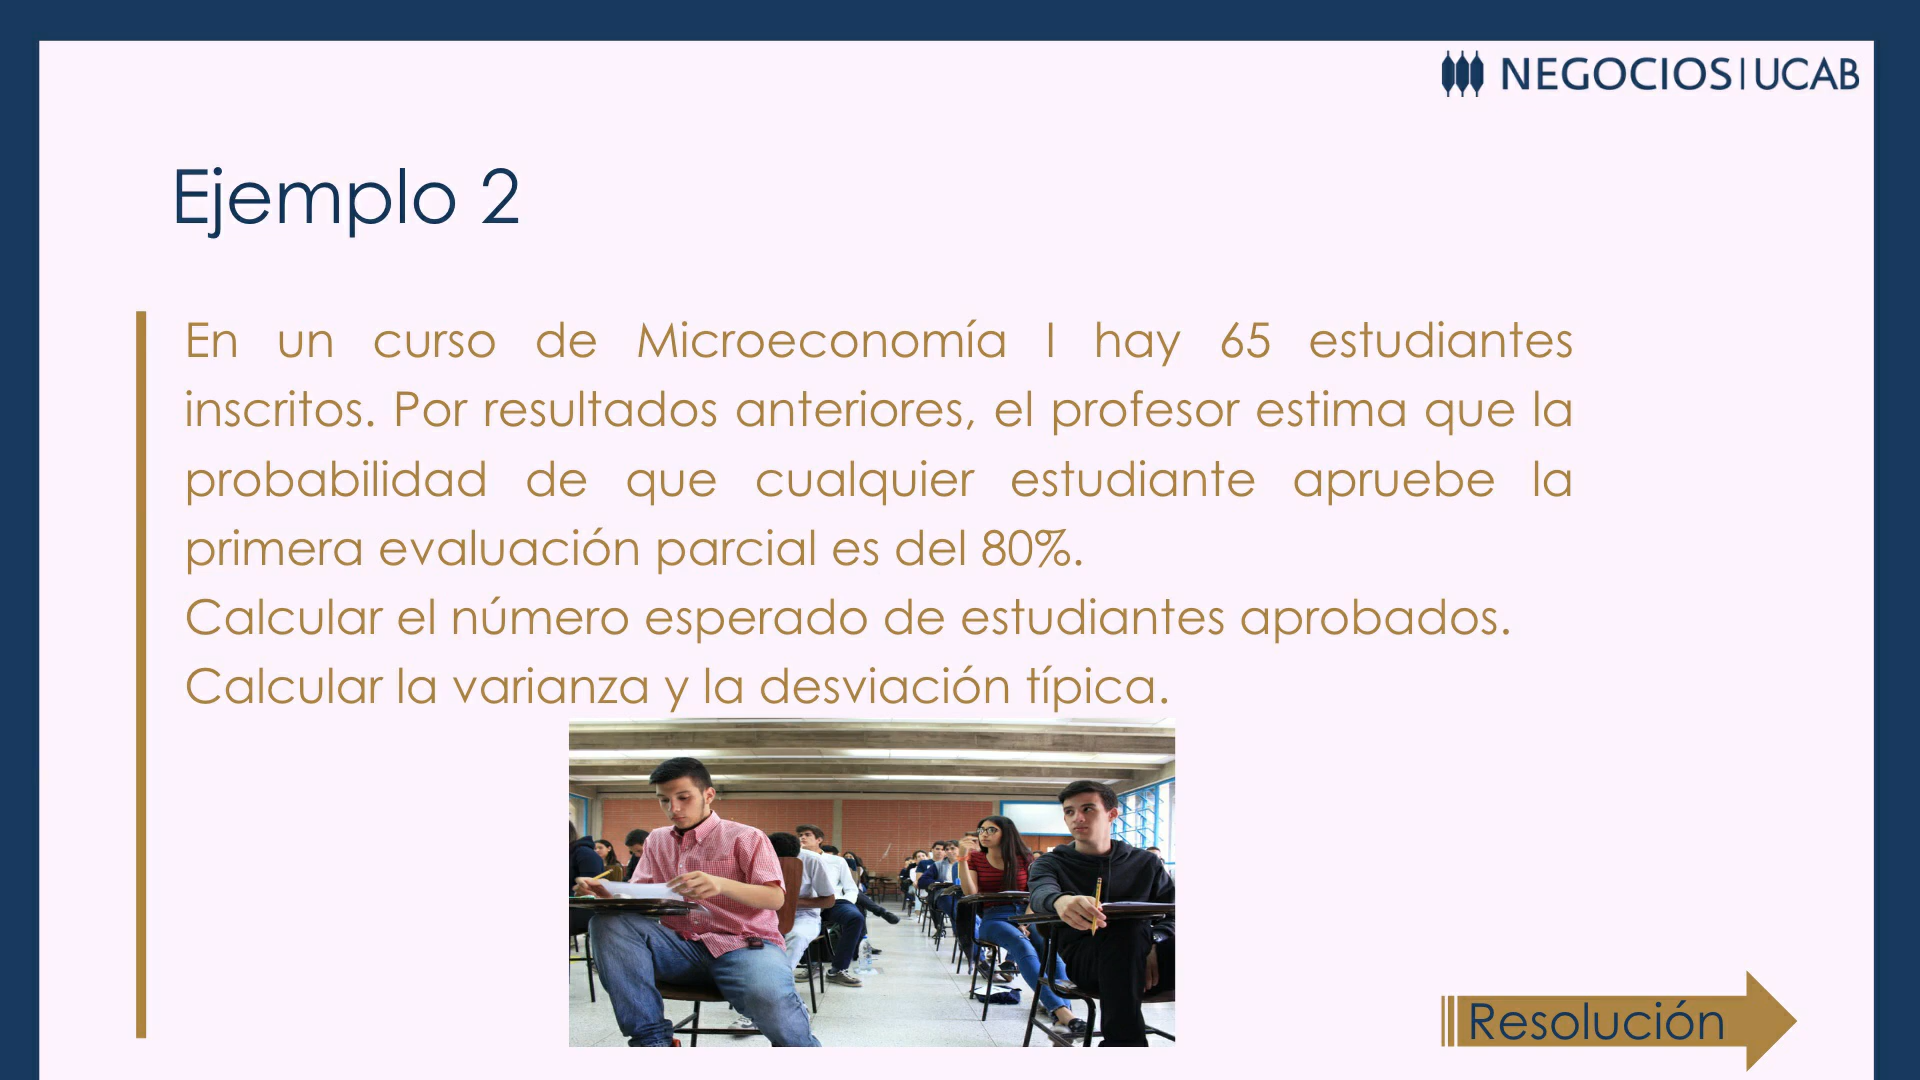 NEGOCIOS|UCAB
Ejemplo 2
En un curso de Microeconomía I hay 65 estudiantes
inscritos. Por resultados anteriores, el profesor estima que la
probabilidad de que cualquier estudiante apruebe la
primera evaluación parcial es del 80%.
Calcular el número esperado de estudiantes aprobados.
Calcular la varianza y la desviación típica.
Resolución